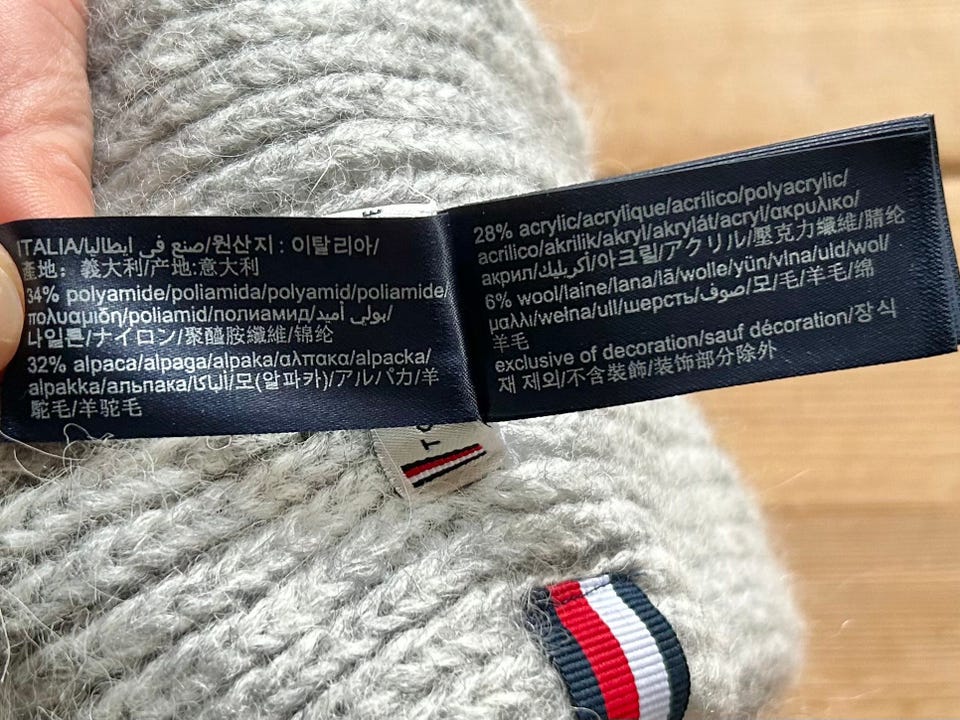 ITALIA/صنع في ايطاليا/원산지 : 이탈리아/
產地：義大利/产地:意大利
34% polyamide/poliamida/polyamid/poliamide/
πολυαμίδη/poliamid/полиамид/بولي أميد/
나일론/ナイロン/聚醯胺纖維/锦纶
32% alpaca/alpaga/alpaka/αλπακα/alpacka/
alpakka/альпака/ألباكا/모(알파카)/アルパカ/羊
駝毛/羊驼毛
28% acrylic/acrylique/acrílico/polyacrylic/
acrilico/akrilik/akryl/akrylát/acryl/ακρυλικο/
акрил/أكريليك/아크릴/アクリル/壓克力纖維/腈纶
6% wool/laine/lana/lã/wolle/yün/vlna/uld/wol/
μαλλι/wełna/ull/шерсть/صوف/모/毛/羊毛/绵
羊毛
exclusive of decoration/sauf décoration/장식
재 제외/不含裝飾/装饰部分除外
TO